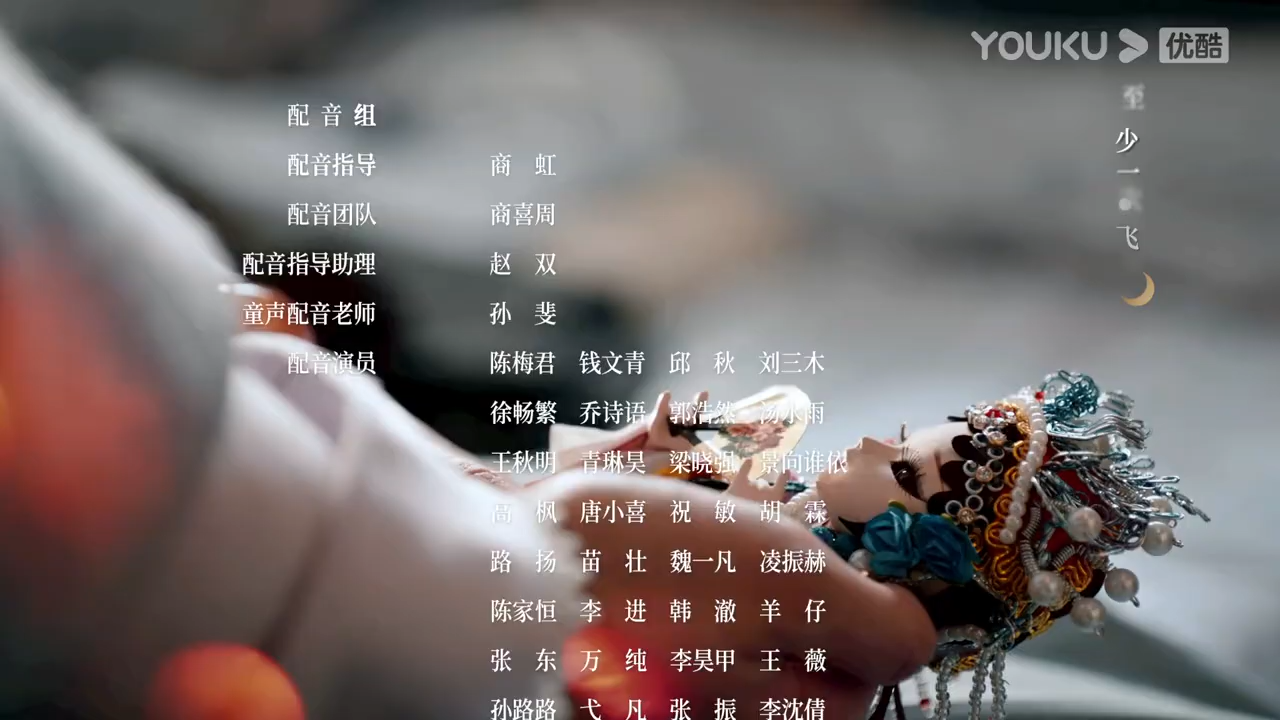 YOUKU 优酷
至少一
飞
配音组
配音指导 商虹
配音团队 商喜周
配音指导助理 赵双
童声配音老师 孙斐
配音演员 陈梅君 钱文青 邱秋 刘三木
徐畅繁 乔诗语 郭浩然 汤水雨
王秋明 青琳昊 梁晓强 景向谁依
高枫 唐小喜 祝敏 胡霖
路扬 苗壮 魏一凡 凌振赫
陈家恒 李进 韩澈 羊仔
张东 万纯 李昊甲 王薇
孙路路 弋凡 张振 李沈倩